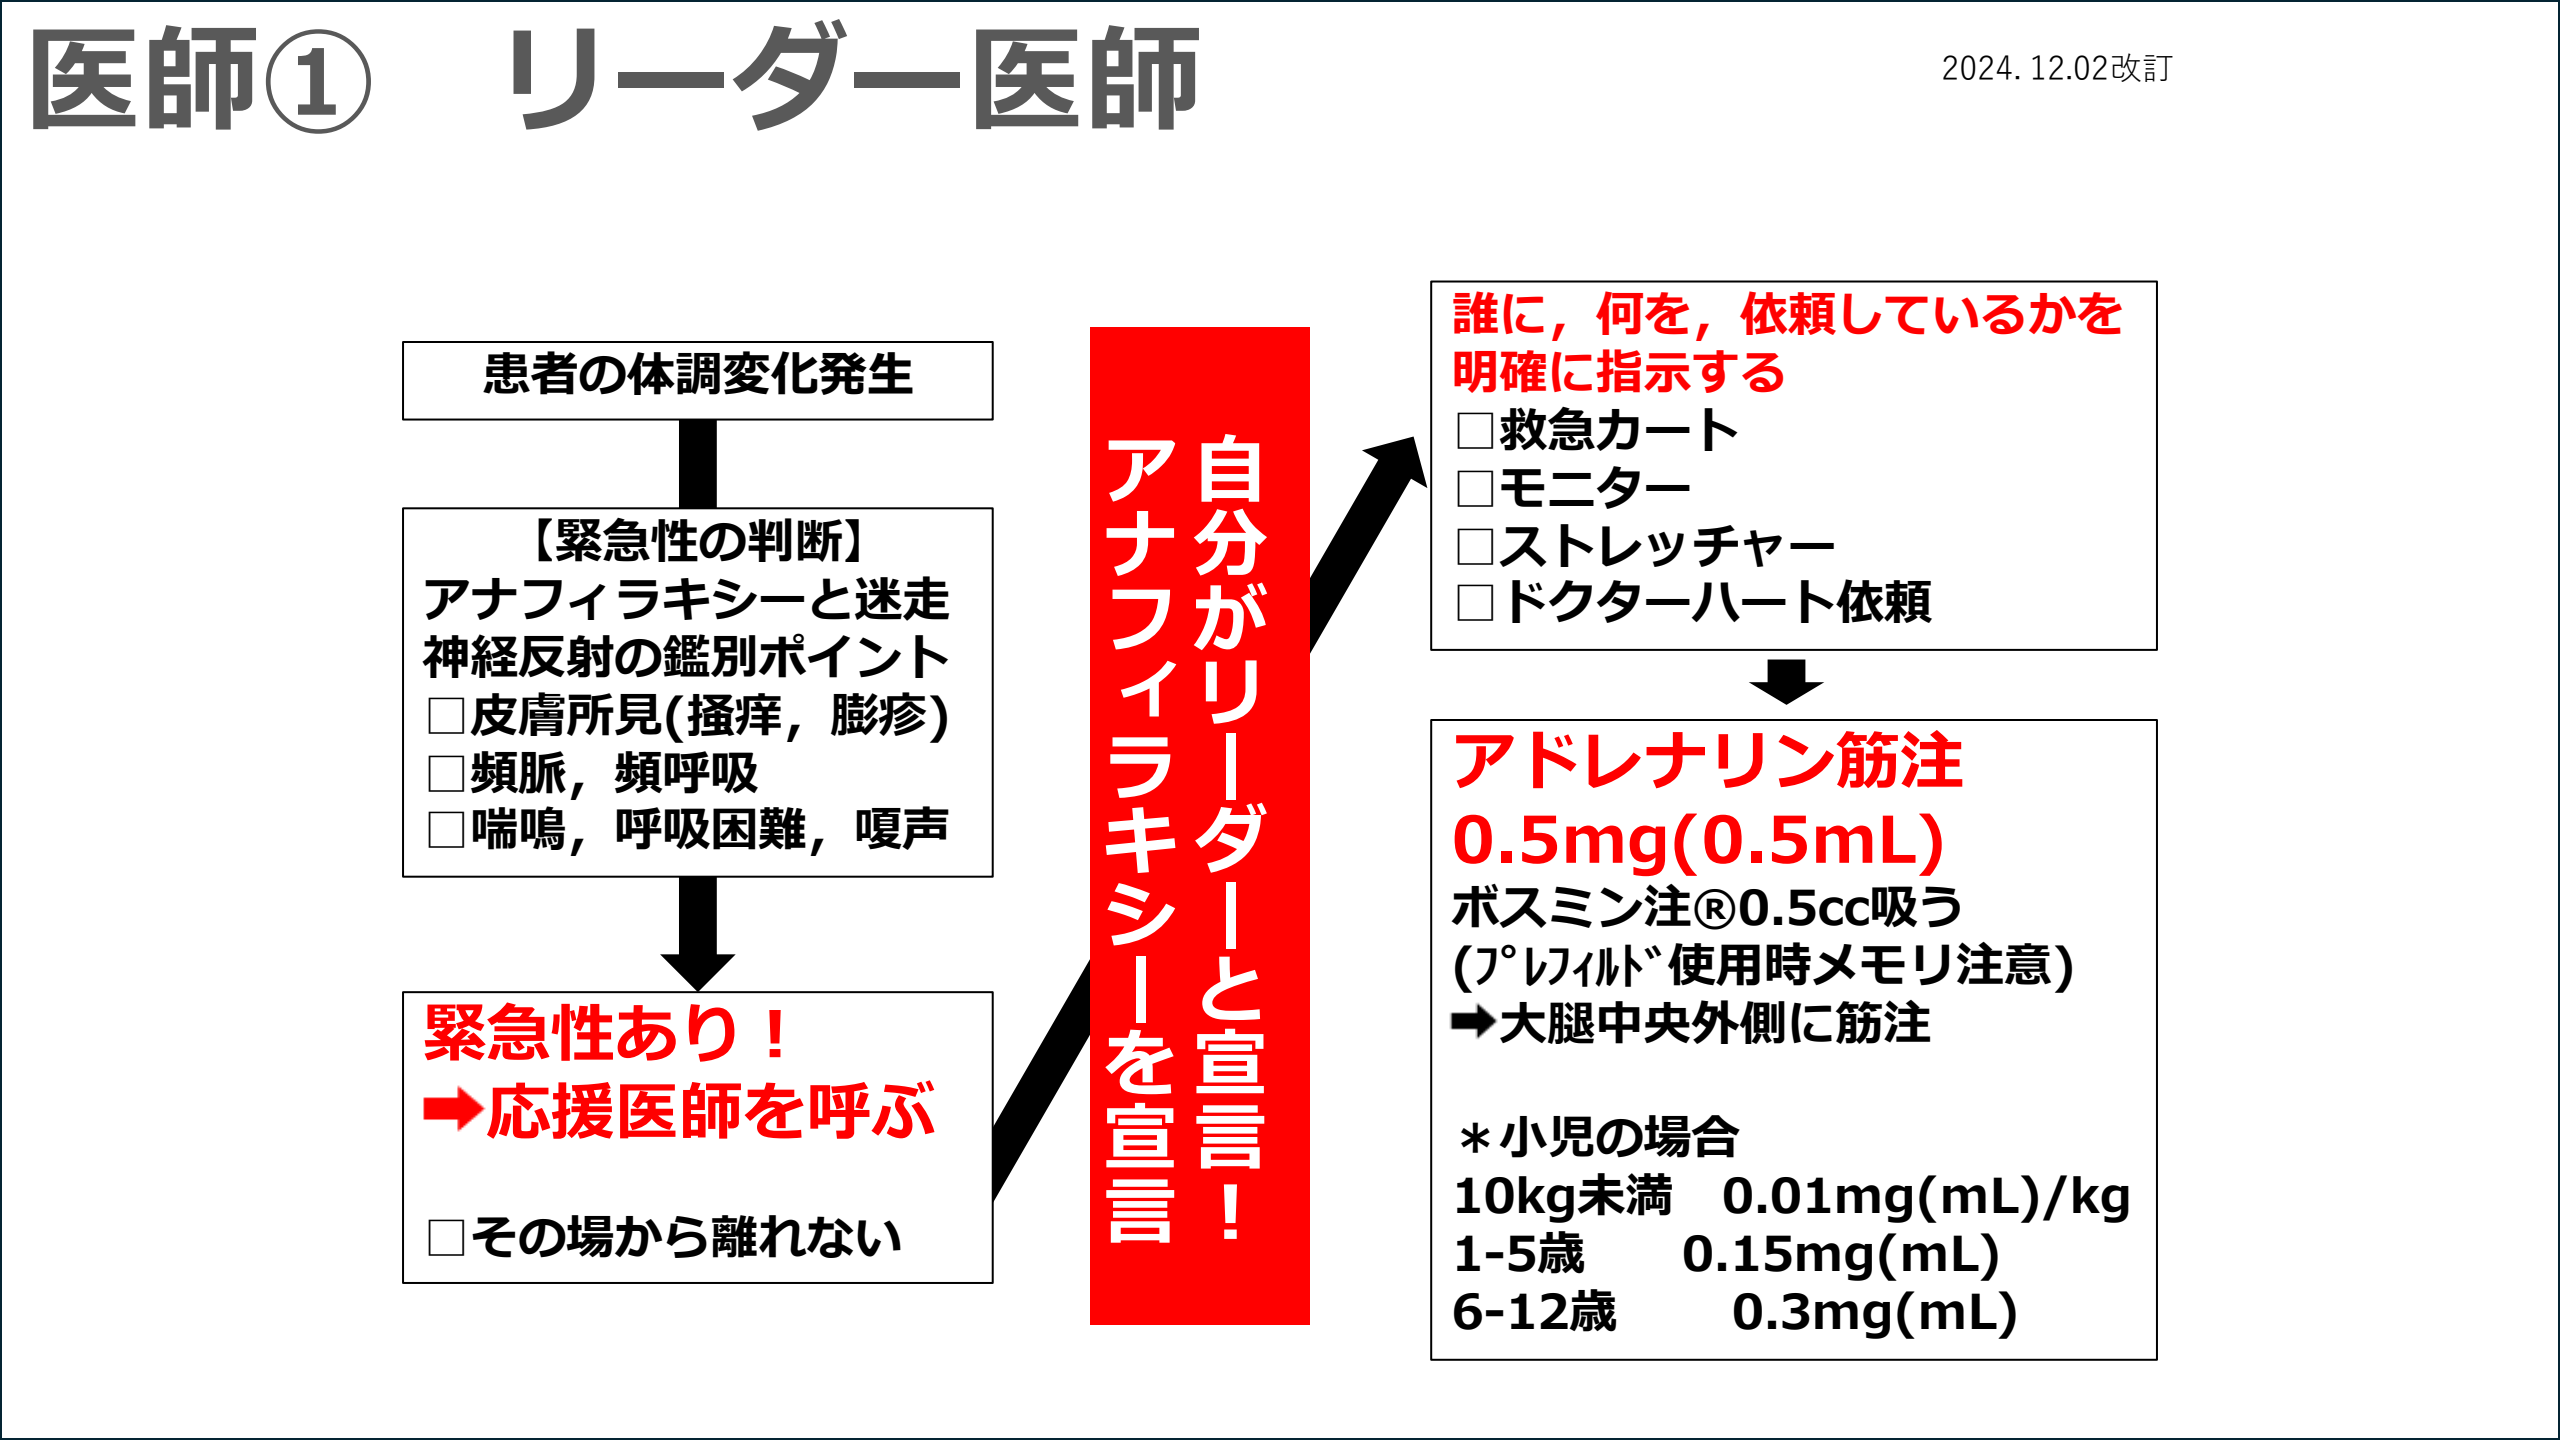 医師①　リーダー医師
2024. 12.02改訂
患者の体調変化発生
【緊急性の判断】
アナフィラキシーと迷走
神経反射の鑑別ポイント
□皮膚所見(掻痒，膨疹)
□頻脈，頻呼吸
□喘鳴，呼吸困難，嗄声
緊急性あり！
➡応援医師を呼ぶ
□その場から離れない
自分がリーダーと宣言！
アナフィラキシーを宣言
誰に，何を，依頼しているかを
明確に指示する
□救急カート
□モニター
□ストレッチャー
□ドクターハート依頼
アドレナリン筋注
0.5mg(0.5mL)
ボスミン注®0.5cc吸う
(ﾌﾟﾚﾌｨﾙﾄﾞ使用時メモリ注意)
➡大腿中央外側に筋注
＊小児の場合
10kg未満　0.01mg(mL)/kg
1-5歳　　0.15mg(mL)
6-12歳　　 0.3mg(mL)